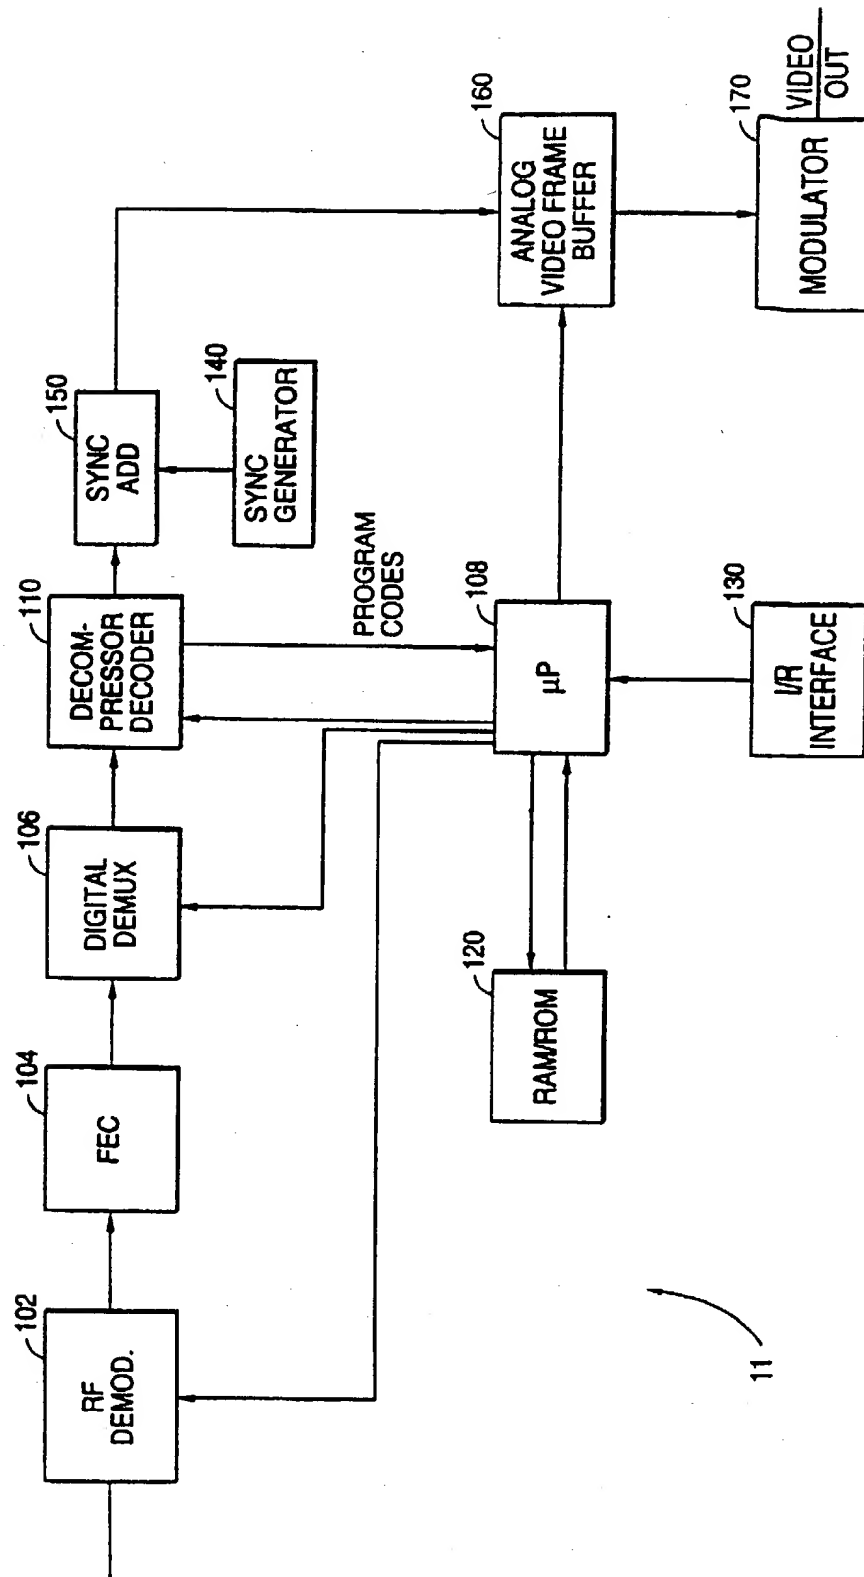 102
RF
DEMOD.
104
FEC
106
DIGITAL
DEMUX
110
DECOM-
PRESSOR
DECODER
150
SYNC
ADD
140
SYNC
GENERATOR
PROGRAM
CODES
120
RAM/ROM
108
µP
160
ANALOG
VIDEO FRAME
BUFFER
11
130
I/R
INTERFACE
170
MODULATOR
VIDEO
OUT